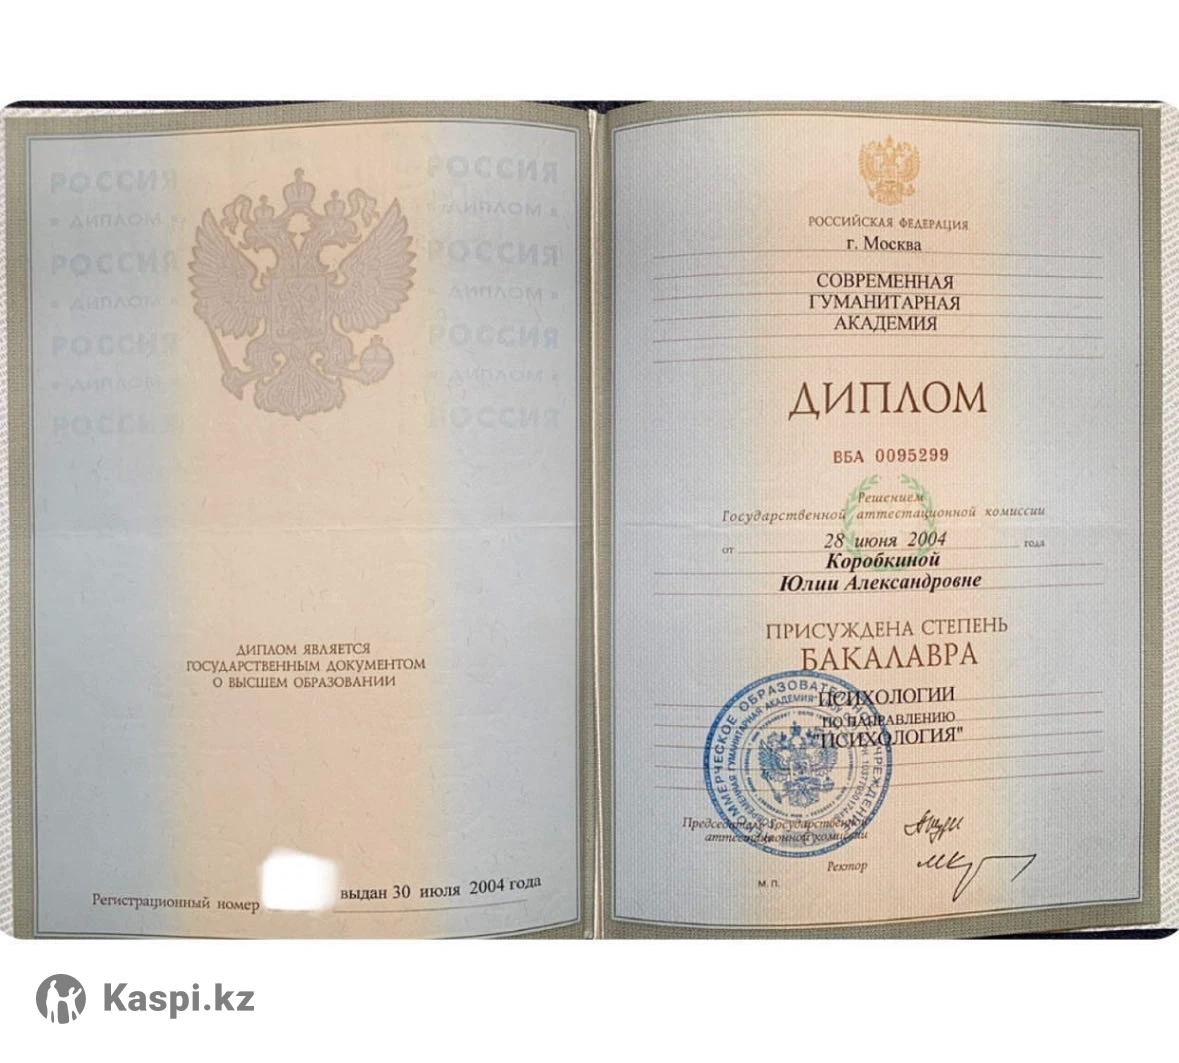 РОССИЯ РОССИЯ
• ДИПЛОМ • • ДИПЛОМ •
РОССИЯ РОССИЯ
• ДИПЛОМ • • ДИПЛОМ •
РОССИЯ РОССИЯ
• ДИПЛОМ • • ДИПЛОМ •
РОССИЯ РОССИЯ
ДИПЛОМ ЯВЛЯЕТСЯ
ГОСУДАРСТВЕННЫМ ДОКУМЕНТОМ
О ВЫСШЕМ ОБРАЗОВАНИИ
Регистрационный номер выдан 30 июля 2004 года
РОССИЙСКАЯ ФЕДЕРАЦИЯ
г. Москва
СОВРЕМЕННАЯ
ГУМАНИТАРНАЯ
АКАДЕМИЯ
ДИПЛОМ
ВБА 0095299
Решением
Государственной аттестационной комиссии
от 28 июня 2004 года
Коробкиной
Юлии Александровне
ПРИСУЖДЕНА СТЕПЕНЬ
БАКАЛАВРА
ПСИХОЛОГИИ
ПО НАПРАВЛЕНИЮ
"ПСИХОЛОГИЯ"
Председатель Государственной
аттестационной комиссии
Ректор
М.П.
Kaspi.kz